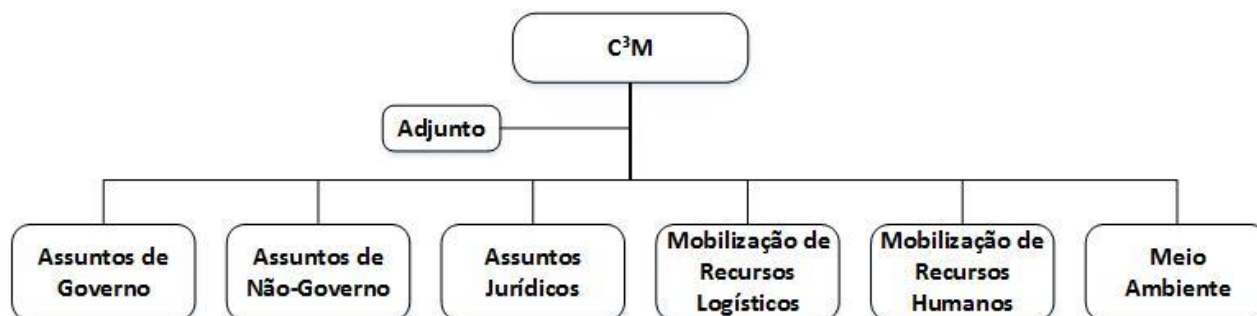 C³M
Adjunto
Assuntos de
Governo
Assuntos de
Não-Governo
Assuntos
Jurídicos
Mobilização de
Recursos
Logísticos
Mobilização de
Recursos
Humanos
Meio
Ambiente